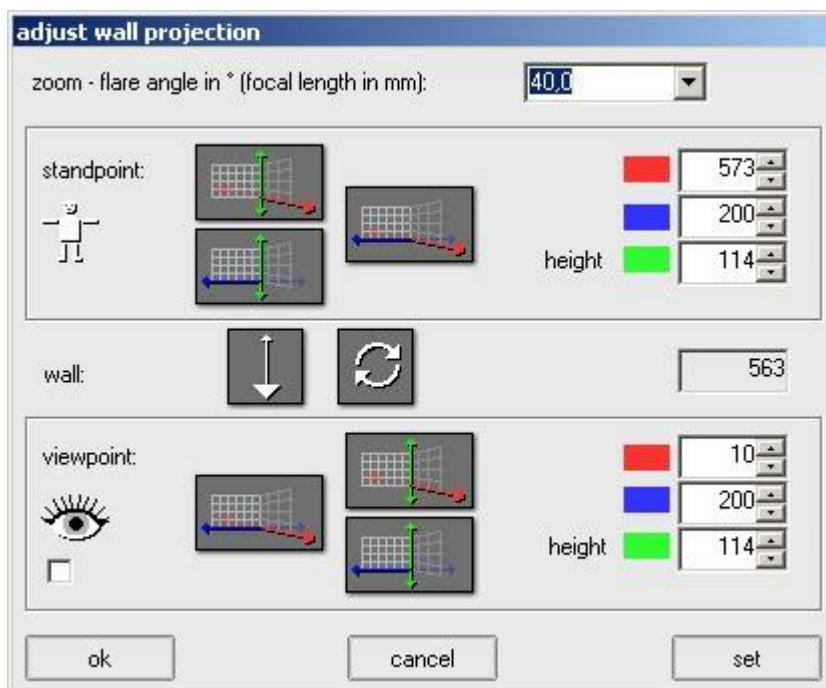 adjust wall projection
zoom - flare angle in ° (focal length in mm): 40,0
standpoint: 573
200
height 114
wall: 563
viewpoint: 10
200
height 114
ok cancel set